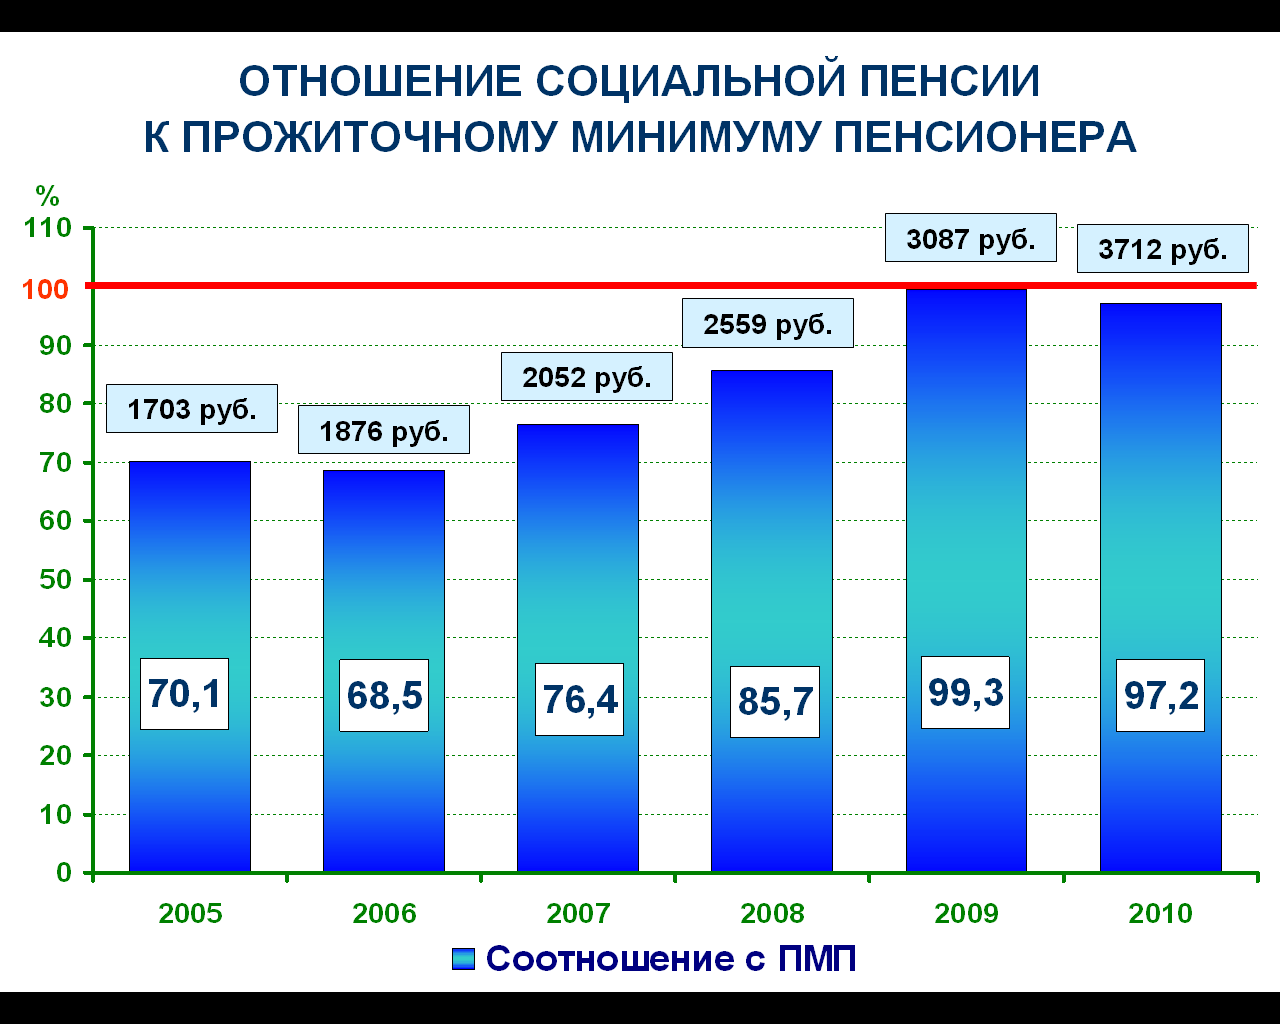 ОТНОШЕНИЕ СОЦИАЛЬНОЙ ПЕНСИИ
К ПРОЖИТОЧНОМУ МИНИМУМУ ПЕНСИОНЕРА
%
110
100
90
80
70
60
50
40
30
20
10
0
1703 руб.
1876 руб.
2052 руб.
2559 руб.
3087 руб.
3712 руб.
70,1
68,5
76,4
85,7
99,3
97,2
2005
2006
2007
2008
2009
2010
Соотношение с ПМП